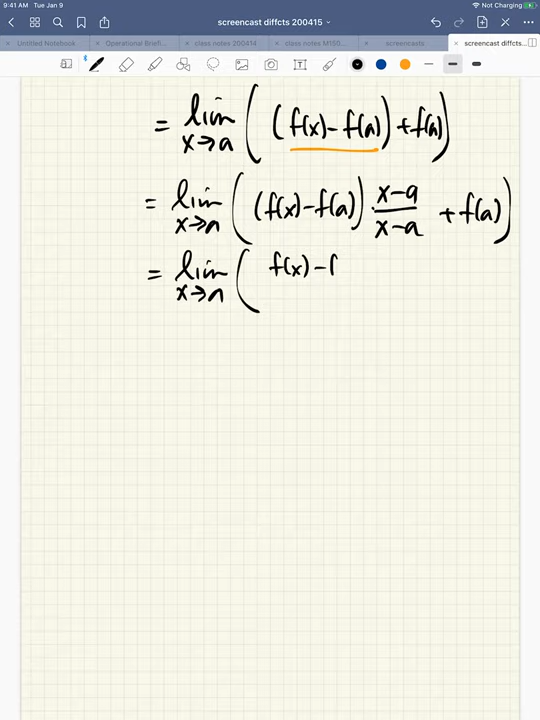 9:41 AM Tue Jan 9
Not Charging
screencast diffcts 200415
Untitled Notebook
Operational Briefi...
class notes 200414
class notes M150...
screencasts
screencast diffcts...
= lim x→a ( (f(x) - f(a)) + f(a) )
= lim x→a ( (f(x) - f(a)) · x-a / x-a + f(a) )
= lim x→a ( f(x) - f